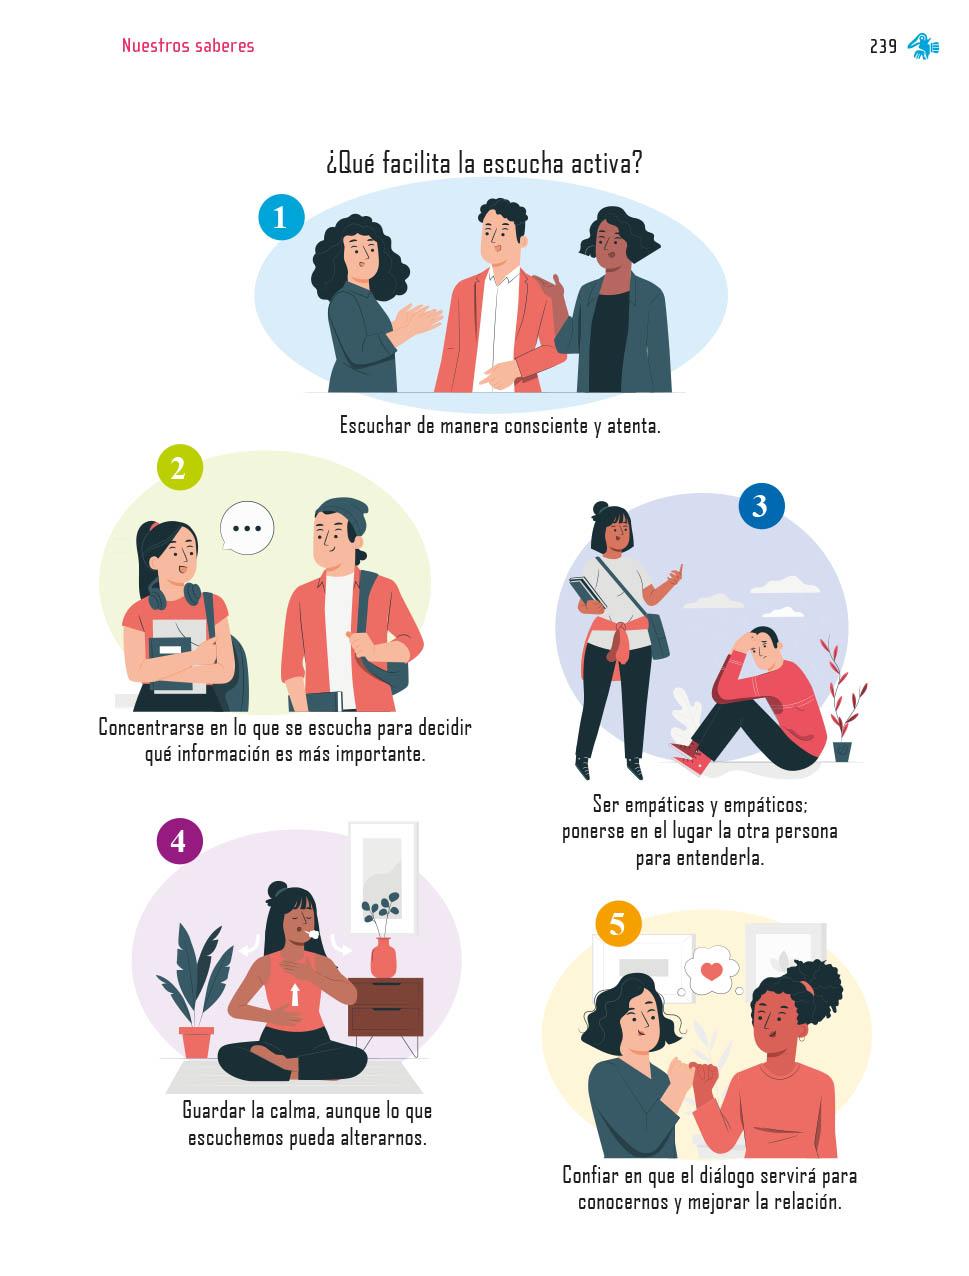 Nuestros saberes
239
¿Qué facilita la escucha activa?
1
Escuchar de manera consciente y atenta.
2
Concentrarse en lo que se escucha para decidir
qué información es más importante.
3
Ser empáticas y empáticos;
ponerse en el lugar la otra persona
para entenderla.
4
Guardar la calma, aunque lo que
escuchemos pueda alterarnos.
5
Confiar en que el diálogo servirá para
conocernos y mejorar la relación.